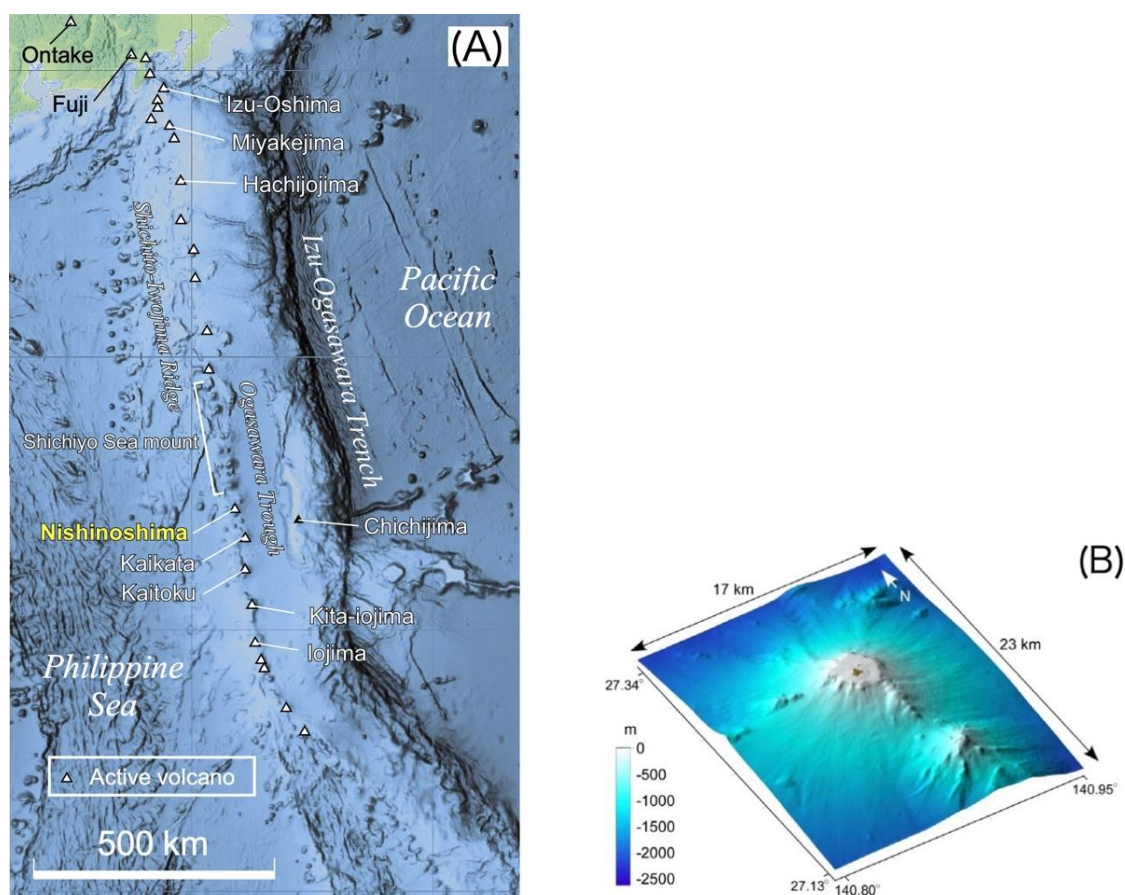 (A)
Ontake
Fuji
Izu-Oshima
Miyakejima
Hachijojima
Shichito-Iwojima Ridge
Izu-Ogasawara Trench
Pacific
Ocean
Ogasawara Trough
Shichiyo Sea mount
Nishinoshima
Chichijima
Kaikata
Kaitoku
Kita-iojima
Iojima
Philippine
Sea
Active volcano
500 km
(B)
17 km
N
23 km
27.34°
m
0
-500
-1000
-1500
-2000
-2500
140.95°
27.13°
140.80°